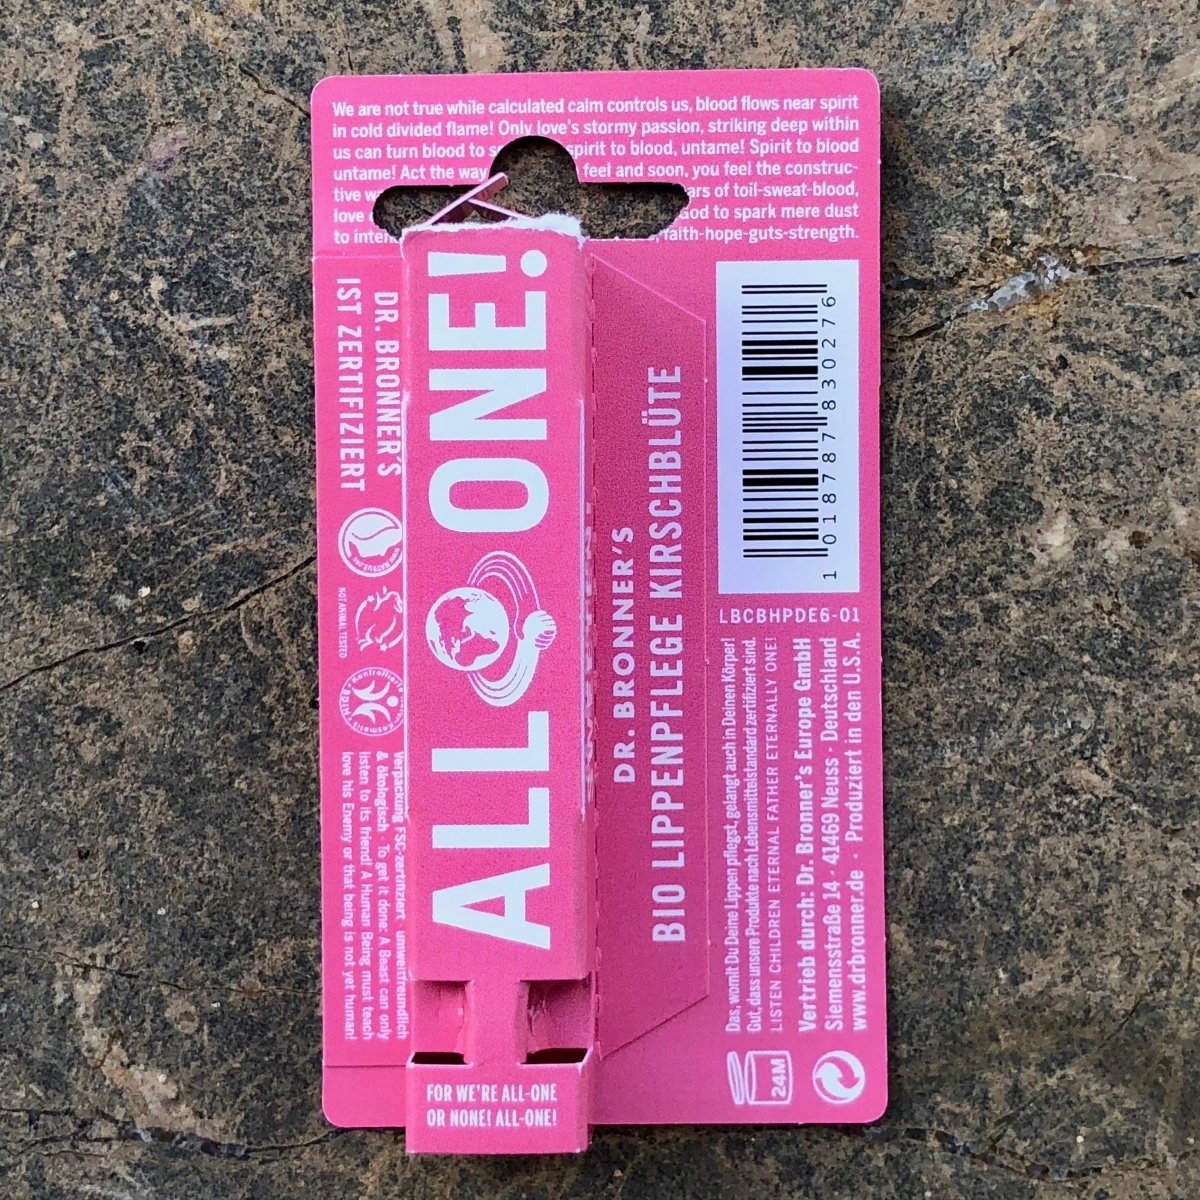 We are not true while calculated calm controls us, blood flows near spirit
in cold divided flame! Only love's stormy passion, striking deep within
us can turn blood to spirit to blood, untame! Spirit to blood
untame! Act the way feel and soon, you feel the construc-
tive of toil-sweat-blood,
love God to spark mere dust
to faith-hope-guts-strength.
DR. BRONNER'S
IST ZERTIFIZIERT
www.NATRUE.org
NOT ANIMAL TESTED
Kontrollierte
Kosmetik
BDIH
Verpackung FSC-zertifiziert umweltfreundlich
& ökologisch · To get it done: A Beast can only
listen to its friend! A Human Being must teach
love his Enemy or that being is not yet human!
ALL ONE!
FOR WE'RE ALL-ONE
OR NONE! ALL-ONE!
DR. BRONNER'S
BIO LIPPENPFLEGE KIRSCHBLÜTE
1 018787 830276
LBCBHPDE6-01
Das, womit Du Deine Lippen pflegst, gelangt auch in Deinen Körper!
Gut, dass unsere Produkte nach Lebensmittelstandard zertifiziert sind.
LISTEN CHILDREN ETERNAL FATHER ETERNALLY ONE!
Vertrieb durch: Dr. Bronner's Europe GmbH
Siemensstraße 14 · 41469 Neuss · Deutschland
www.drbronner.de · Produziert in den U.S.A.
24M